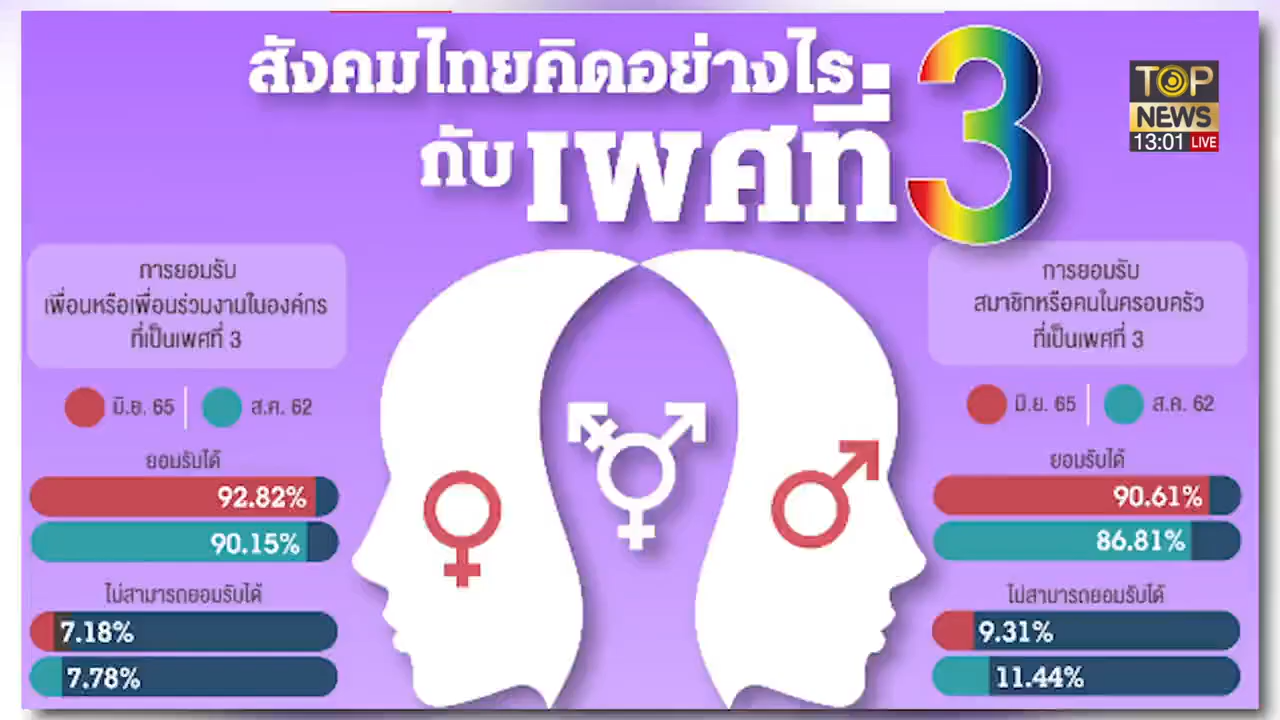 สังคมไทยคิดอย่างไร
กับ เพศที่ 3
TOP
NEWS
13:01 LIVE
การยอมรับ
เพื่อนหรือเพื่อนร่วมงานในองค์กร
ที่เป็นเพศที่ 3
มิ.ย. 65
ส.ค. 62
ยอมรับได้
92.82%
90.15%
ไม่สามารถยอมรับได้
7.18%
7.78%
การยอมรับ
สมาชิกหรือคนในครอบครัว
ที่เป็นเพศที่ 3
มิ.ย. 65
ส.ค. 62
ยอมรับได้
90.61%
86.81%
ไม่สามารถยอมรับได้
9.31%
11.44%